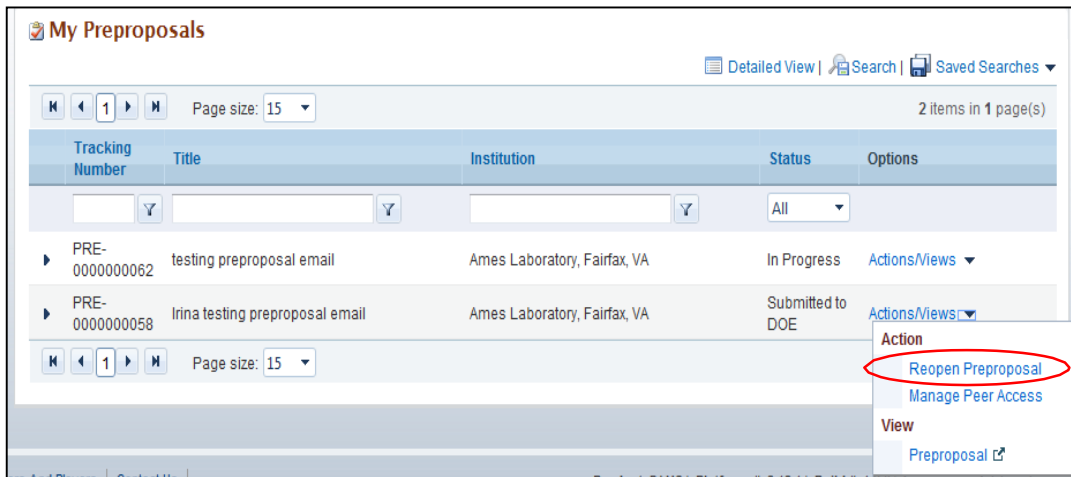 My Preproposals
Detailed View | Search | Saved Searches
1 Page size: 15 2 items in 1 page(s)
Tracking Number Title Institution Status Options
All
PRE-0000000062 testing preproposal email Ames Laboratory, Fairfax, VA In Progress Actions/Views
PRE-0000000058 Irina testing preproposal email Ames Laboratory, Fairfax, VA Submitted to DOE Actions/Views
1 Page size: 15
Action
Reopen Preproposal
Manage Peer Access
View
Preproposal